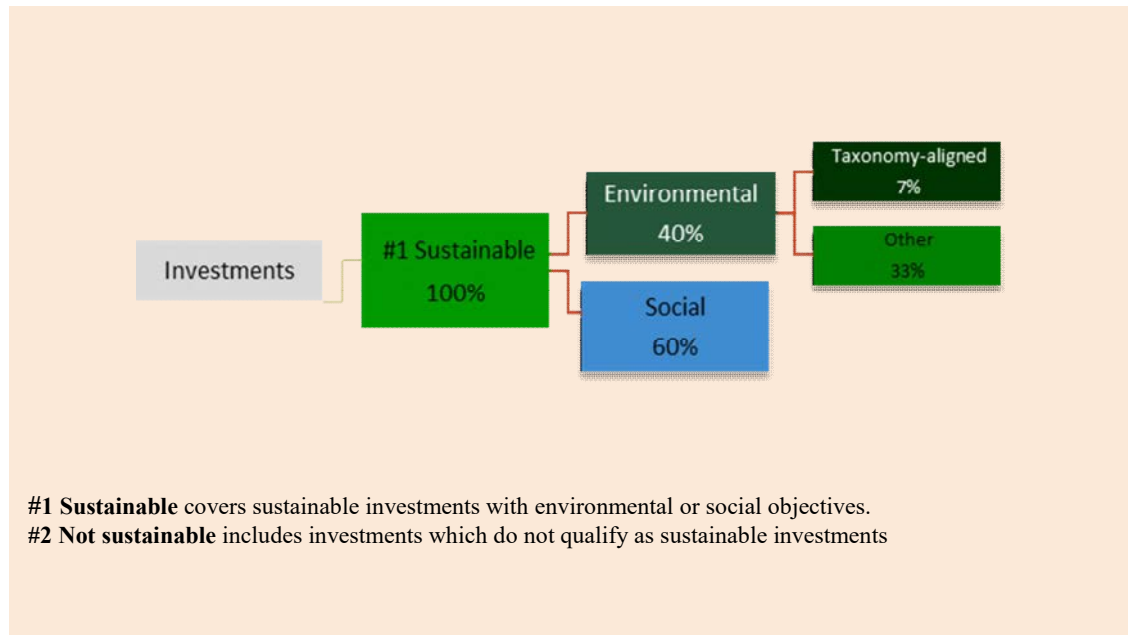 Taxonomy-aligned
7%
Environmental
40%
Other
33%
#1 Sustainable
100%
Investments
Social
60%
#1 Sustainable covers sustainable investments with environmental or social objectives.
#2 Not sustainable includes investments which do not qualify as sustainable investments